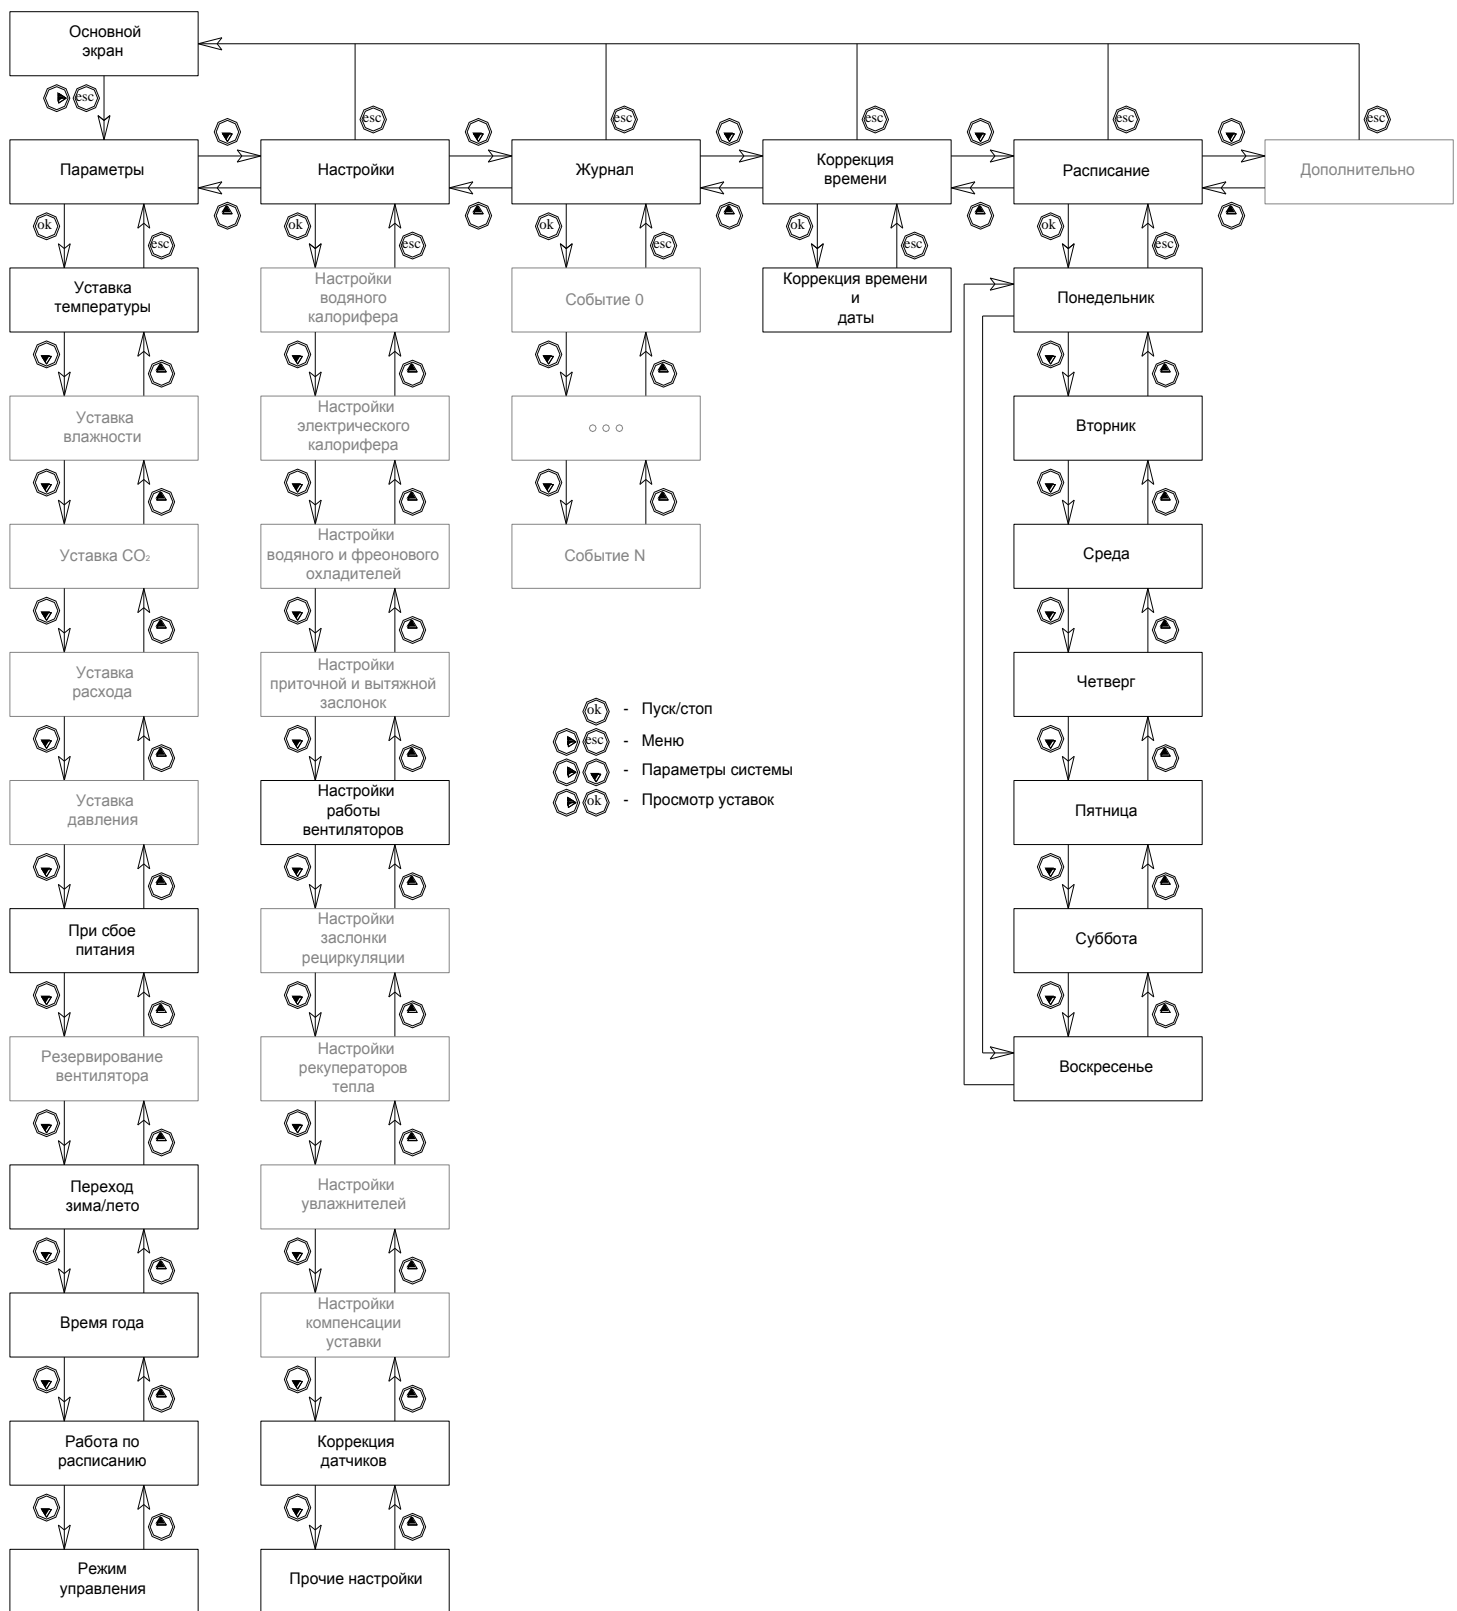 Основной
экран
esc
esc
esc
esc
esc
esc
Параметры
Настройки
Журнал
Коррекция
времени
Расписание
Дополнительно
ok
esc
ok
esc
ok
esc
ok
esc
ok
esc
Уставка
температуры
Настройки
водяного
калорифера
Событие 0
Коррекция времени
и
даты
Понедельник
Уставка
влажности
Настройки
электрического
калорифера
○ ○ ○
Вторник
Уставка CO₂
Настройки
водяного и фреонового
охладителей
Событие N
Среда
Уставка
расхода
Настройки
приточной и вытяжной
заслонок
Четверг
ok - Пуск/стоп
esc - Меню
- Параметры системы
ok - Просмотр уставок
Уставка
давления
Настройки
работы
вентиляторов
Пятница
При сбое
питания
Настройки
заслонки
рециркуляции
Суббота
Резервирование
вентилятора
Настройки
рекуператоров
тепла
Воскресенье
Переход
зима/лето
Настройки
увлажнителей
Время года
Настройки
компенсации
уставки
Работа по
расписанию
Коррекция
датчиков
Режим
управления
Прочие настройки